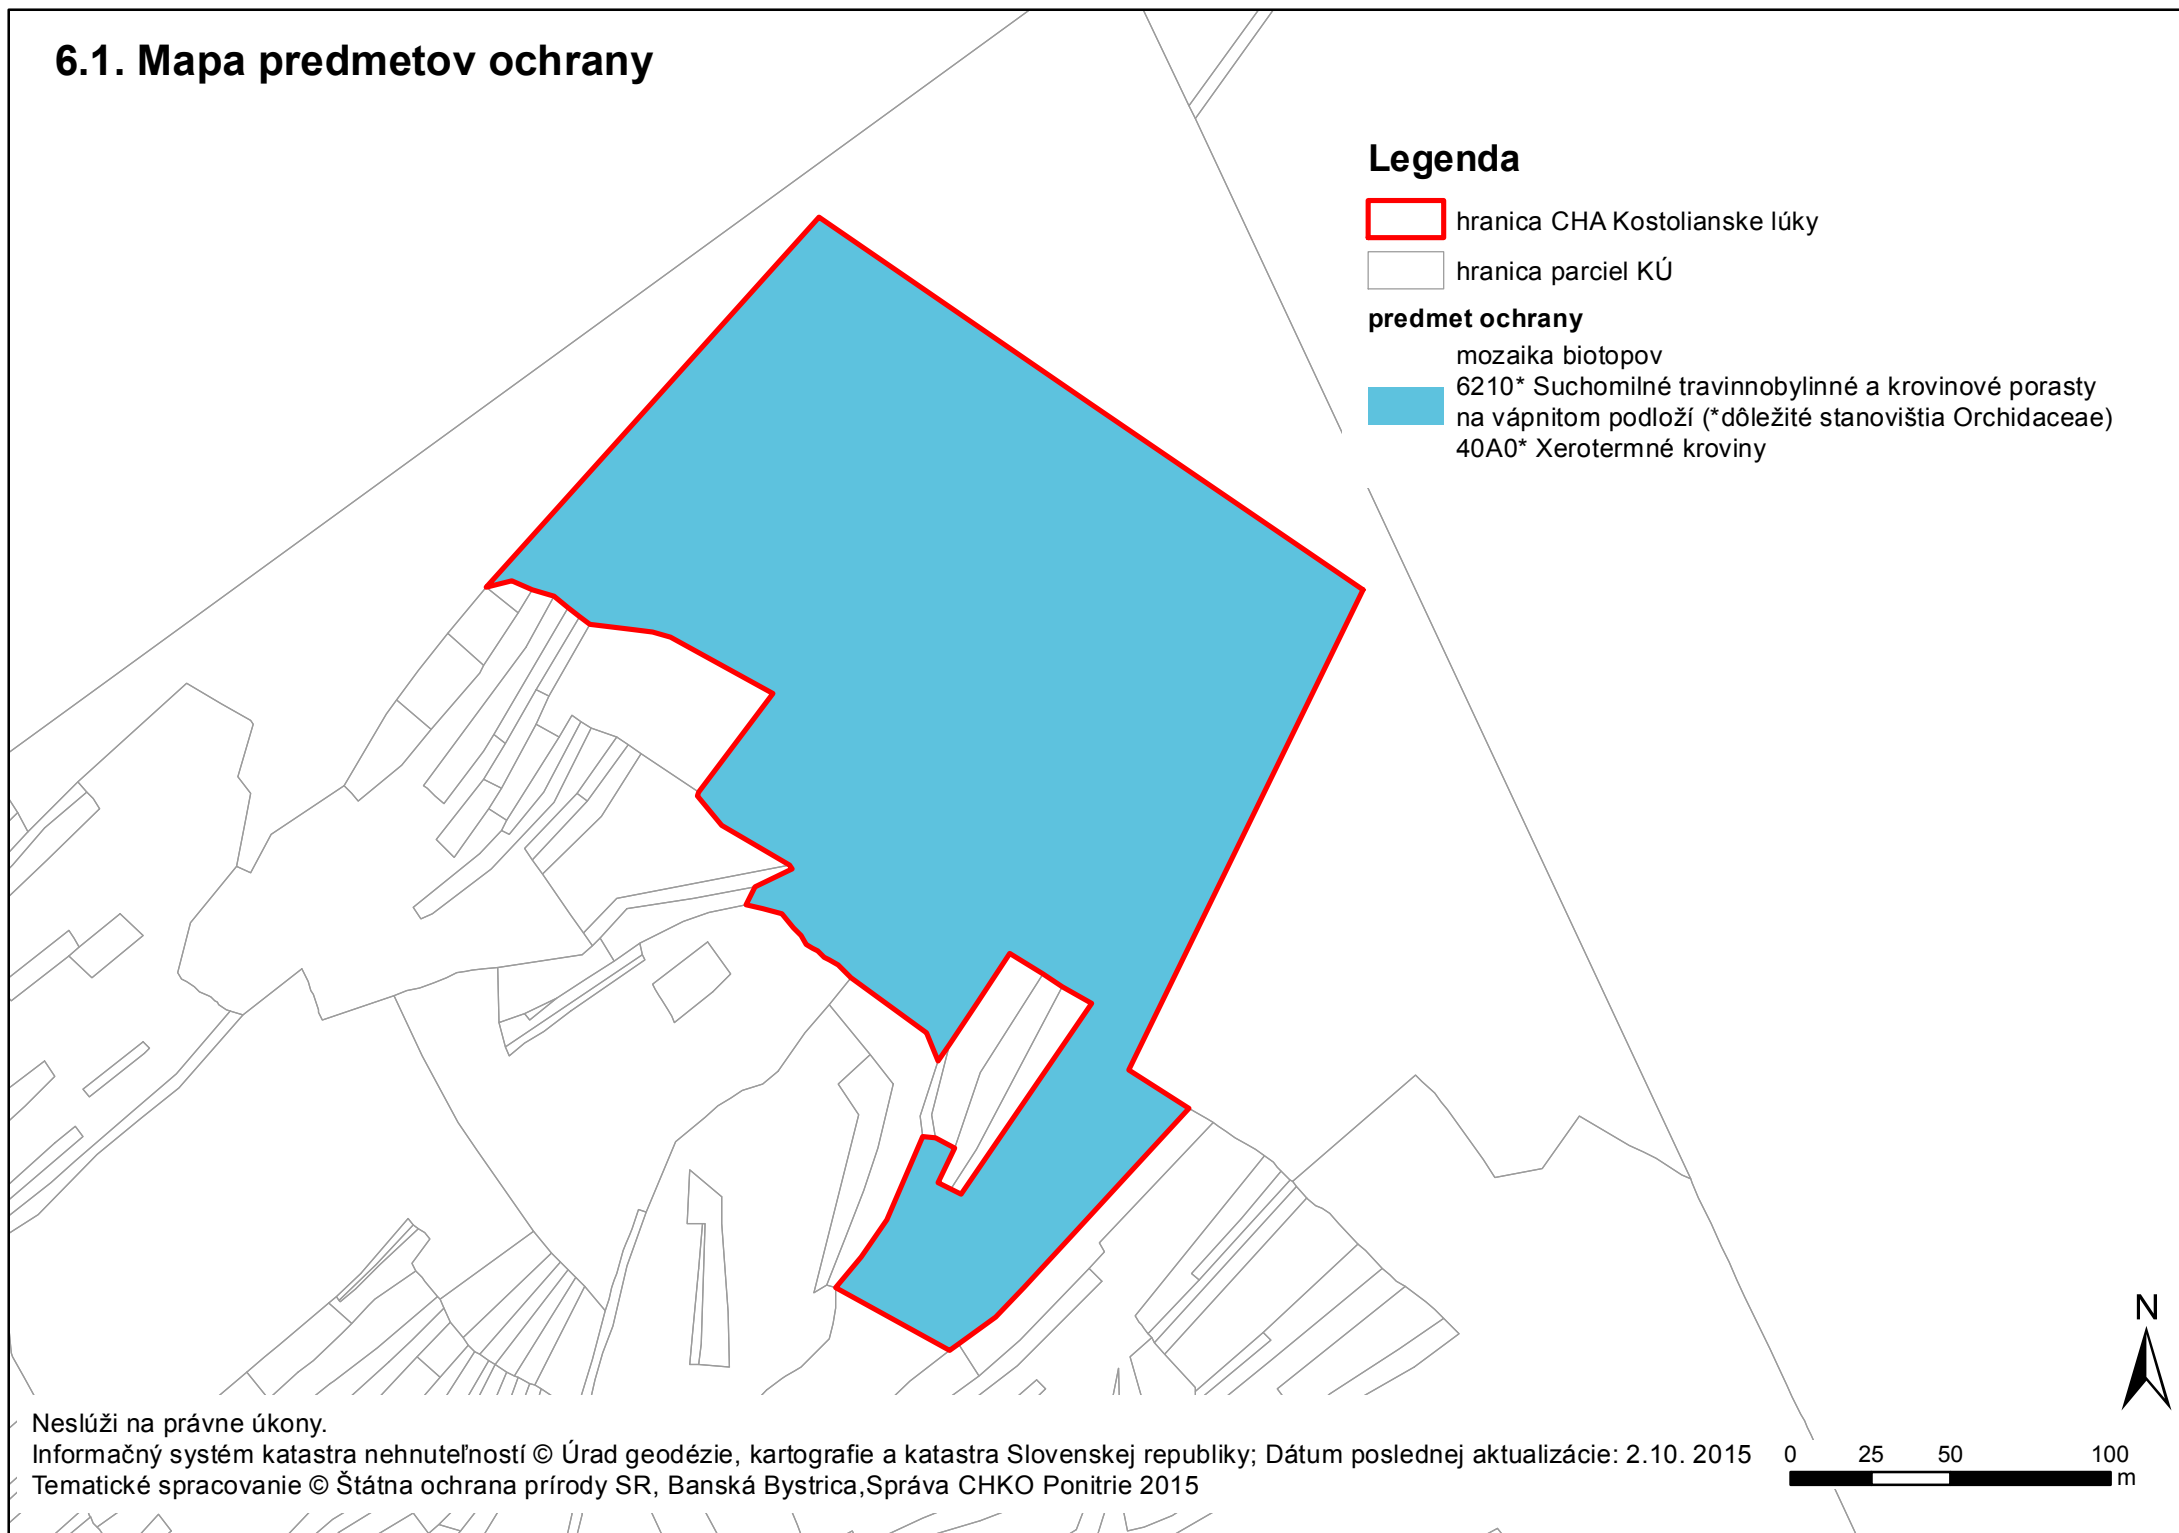 6.1. Mapa predmetov ochrany
Legenda
hranica CHA Kostolianske lúky
hranica parciel KÚ
predmet ochrany
mozaika biotopov
6210* Suchomilné travinnobylinné a krovinové porasty
na vápnitom podloží (*dôležité stanovištia Orchidaceae)
40A0* Xerotermné kroviny
N
Neslúži na právne úkony.
Informačný systém katastra nehnuteľností © Úrad geodézie, kartografie a katastra Slovenskej republiky; Dátum poslednej aktualizácie: 2.10. 2015
Tematické spracovanie © Štátna ochrana prírody SR, Banská Bystrica,Správa CHKO Ponitrie 2015
0 25 50 100
m